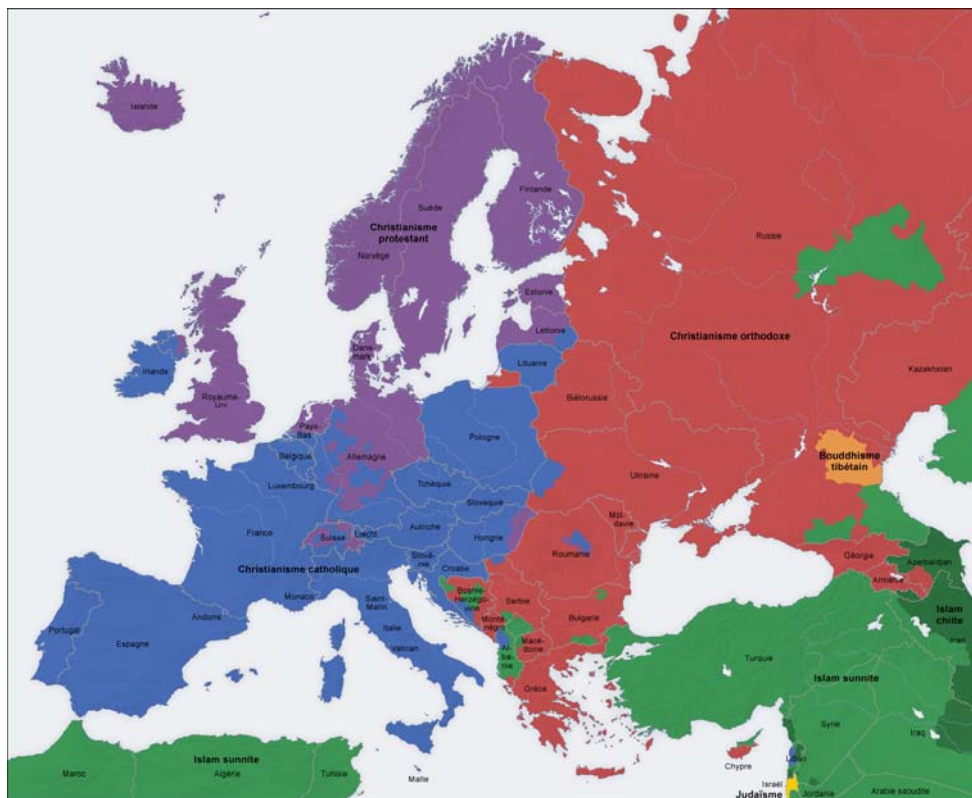 Islande
Finlande
Suède
Christianisme
protestant
Norvège
Russie
Estonie
Lettonie
Christianisme orthodoxe
Dane-
mark
Lituanie
Irlande
Kazakhstan
Royaume-
Uni
Biélorussie
Pays-
Bas
Pologne
Belgique
Allemagne
Bouddhisme
tibétain
Ukraine
Luxembourg
Tchéquie
Slovaquie
Mol-
davie
France
Suisse
Liecht.
Autriche
Hongrie
Roumanie
Géorgie
Slové-
nie
Croatie
Azerbaïdjan
Christianisme catholique
Arménie
Monaco
Saint-
Marin
Bosnie-
Herzégo-
vine
Serbie
Andorre
Bulgarie
Islam
chiite
Portugal
Espagne
Italie
Monté-
négro
Vatican
Al-
banie
Macé-
doine
Iran
Turquie
Islam sunnite
Grèce
Syrie
Iraq
Islam sunnite
Maroc
Algérie
Tunisie
Malte
Chypre
Liban
Israël
Judaïsme
Jordanie
Arabie saoudite